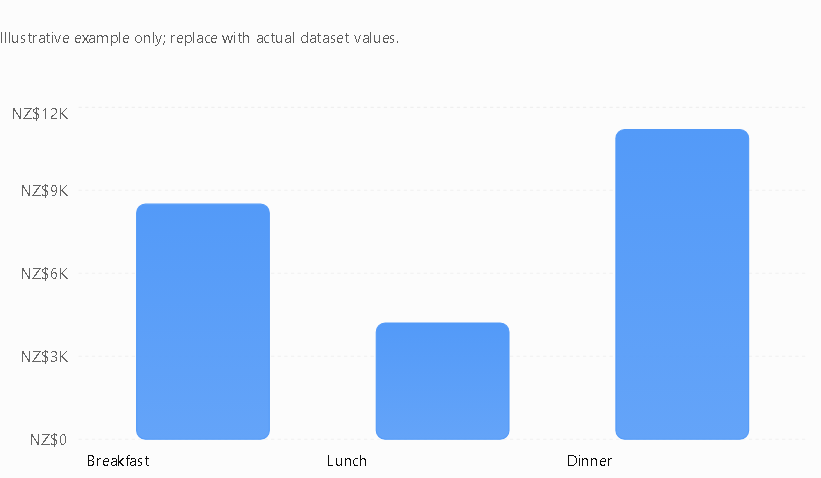 Illustrative example only; replace with actual dataset values.
NZ$12K
NZ$9K
NZ$6K
NZ$3K
NZ$0
Breakfast
Lunch
Dinner